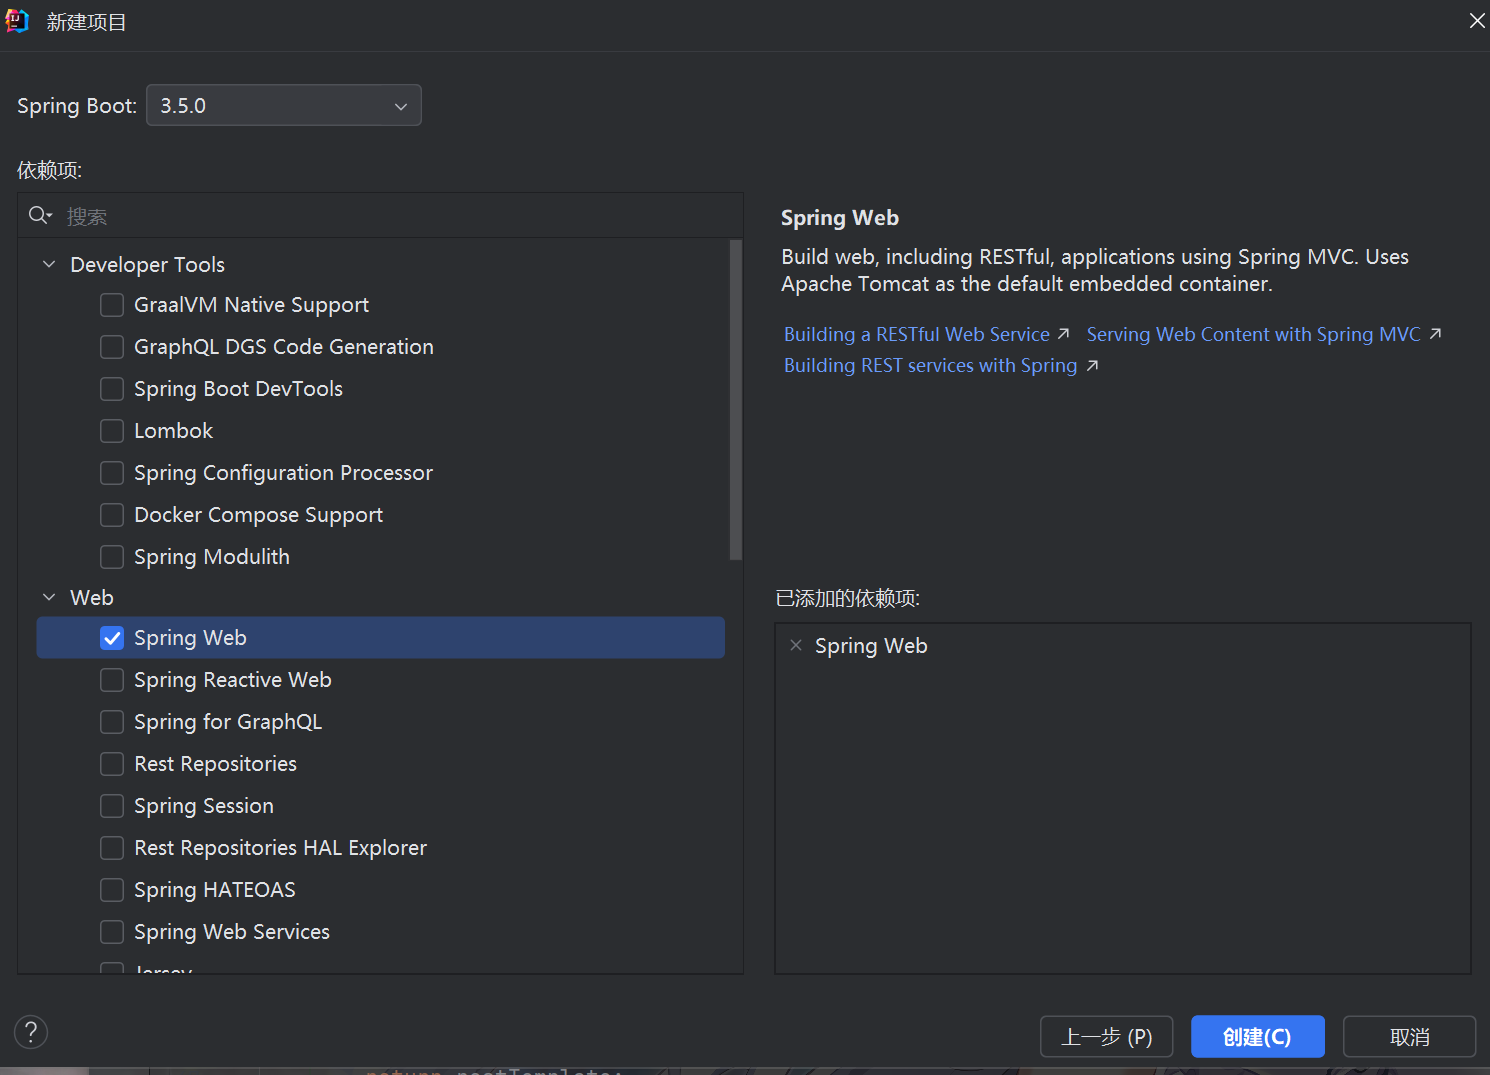 新建项目
Spring Boot: 3.5.0
依赖项:
搜索
Developer Tools
GraalVM Native Support
GraphQL DGS Code Generation
Spring Boot DevTools
Lombok
Spring Configuration Processor
Docker Compose Support
Spring Modulith
Web
Spring Web
Spring Reactive Web
Spring for GraphQL
Rest Repositories
Spring Session
Rest Repositories HAL Explorer
Spring HATEOAS
Spring Web Services
Jersey
Spring Web
Build web, including RESTful, applications using Spring MVC. Uses
Apache Tomcat as the default embedded container.
Building a RESTful Web Service ↗ Serving Web Content with Spring MVC ↗
Building REST services with Spring ↗
已添加的依赖项:
× Spring Web
?
上一步 (P) 创建(C) 取消